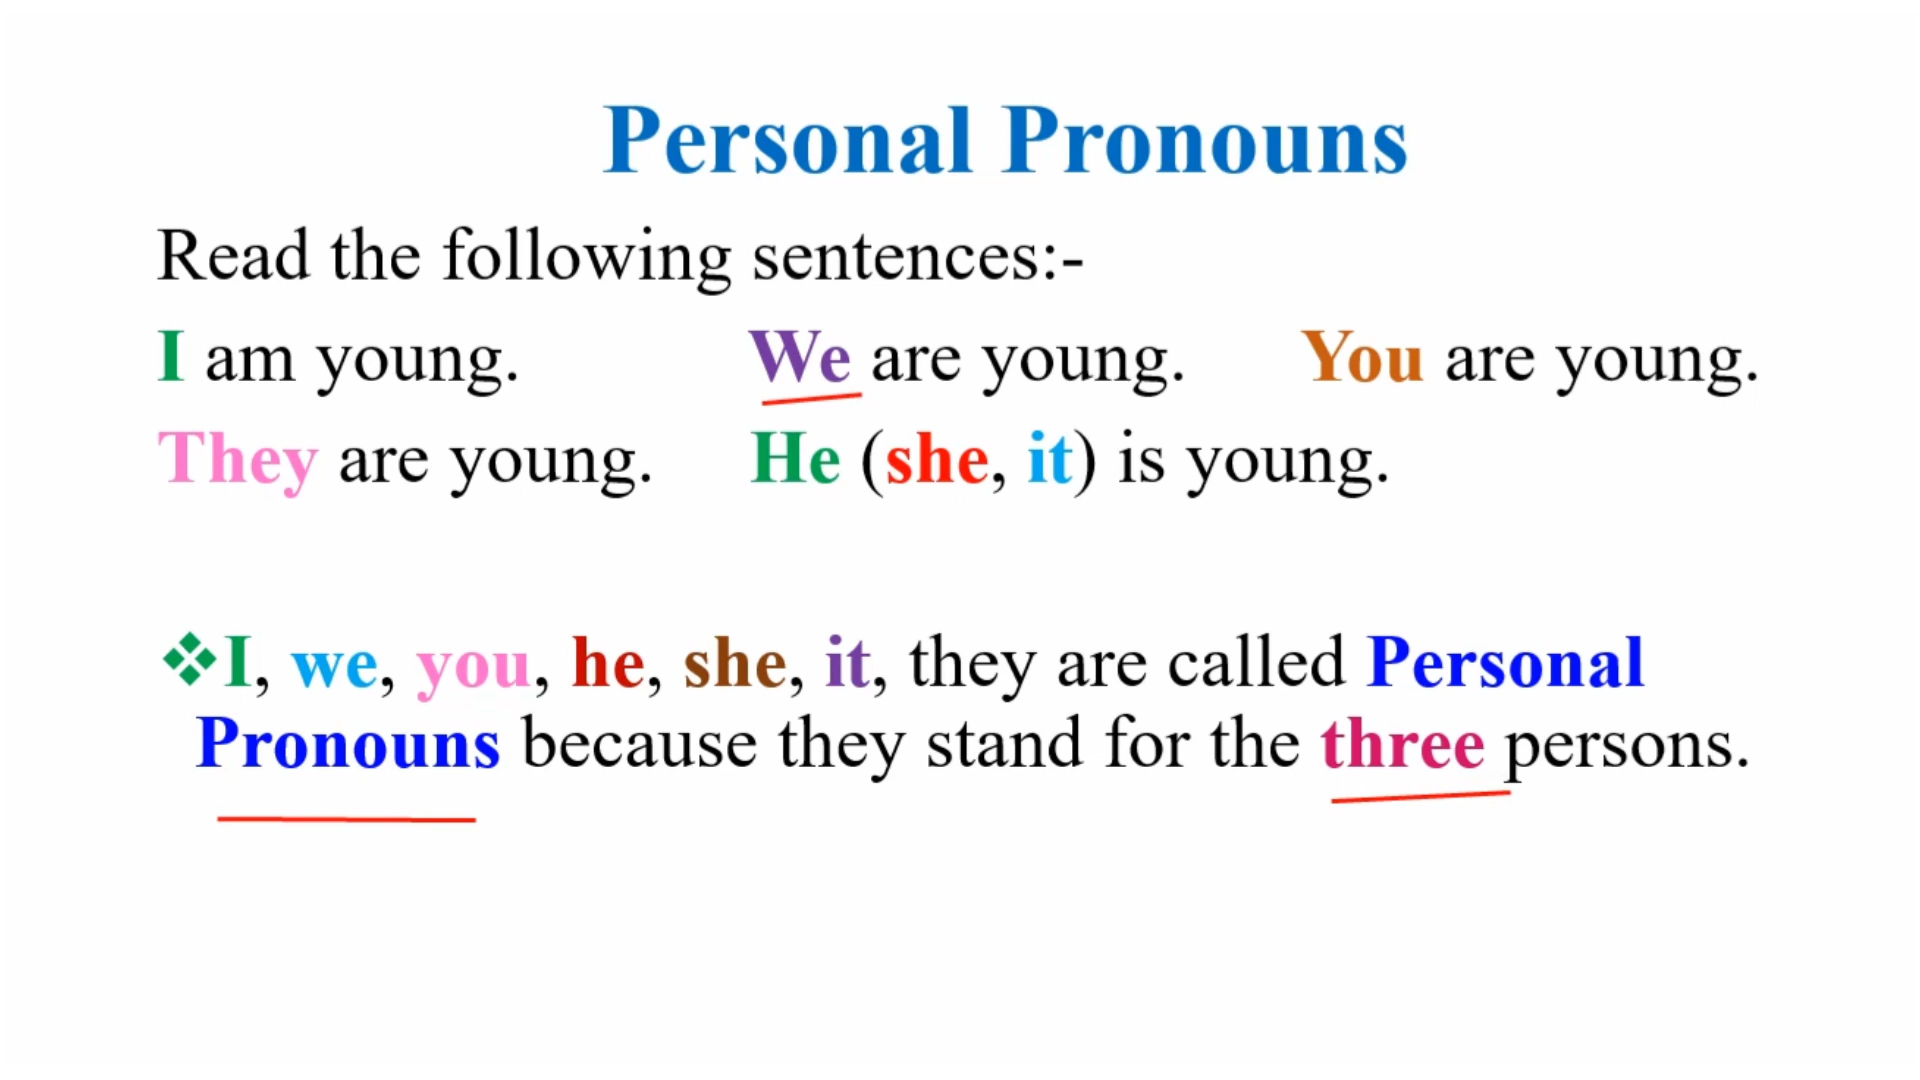 Personal Pronouns
Read the following sentences:-
I am young. We are young. You are young.
They are young. He (she, it) is young.
❖I, we, you, he, she, it, they are called Personal
Pronouns because they stand for the three persons.